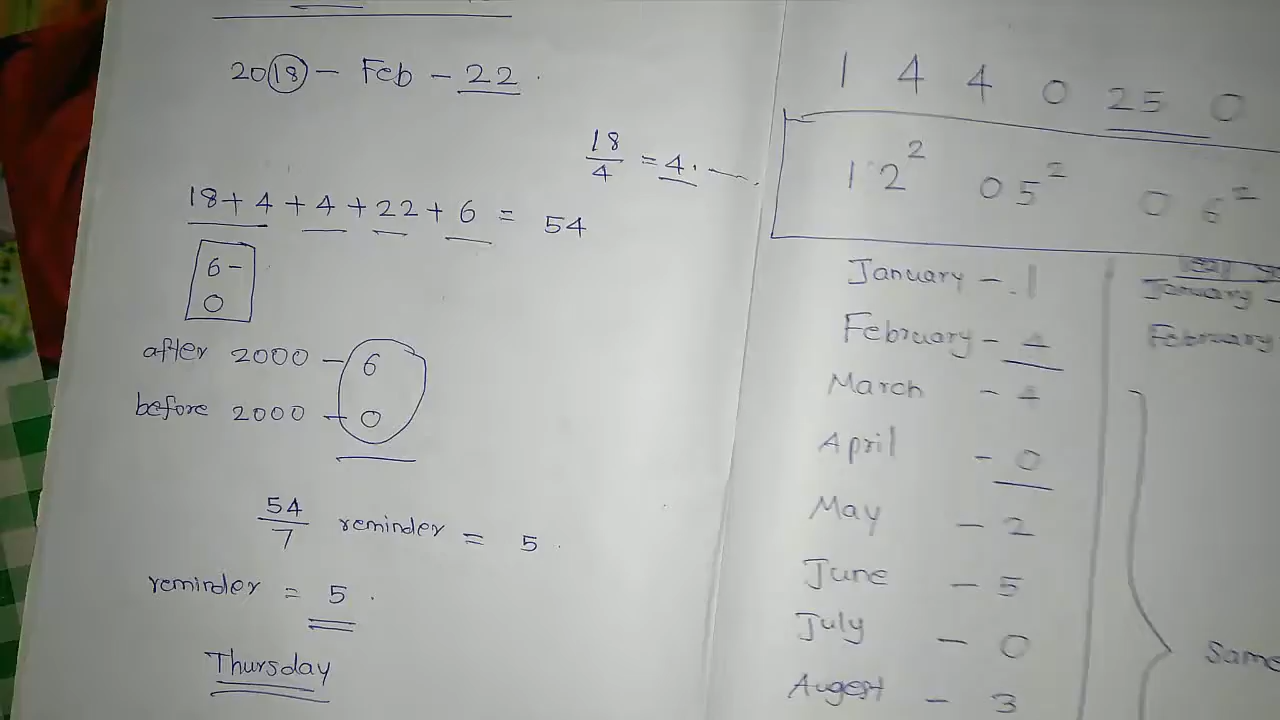 2018 - Feb - 22.
18/4 = 4.
18 + 4 + 4 + 22 + 6 = 54
6 -
0
after 2000 - 6
before 2000 - 0
54/7 reminder = 5.
reminder = 5.
Thursday
1 4 4 0 25 0
12² 05² 06²
January - 1
February - 4
March - 4
April - 0
May - 2
June - 5
July - 0
Augest - 3
January -
February
Same